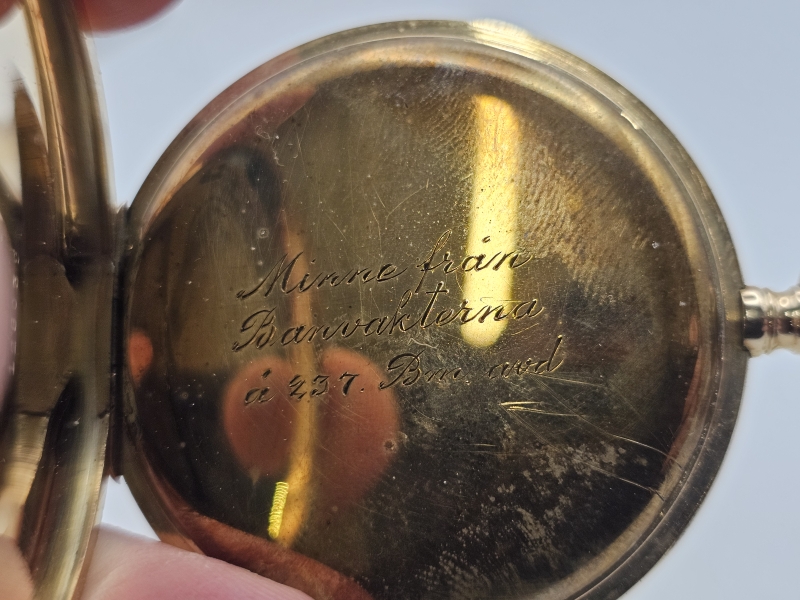 Minne från
Banvakterna
å 237. Bm. avd